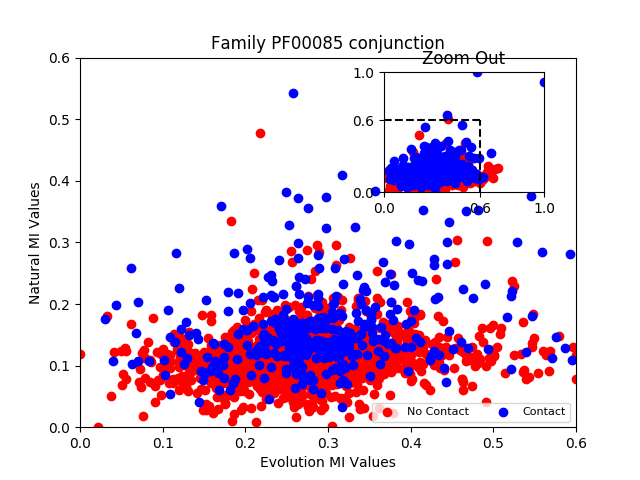 Family PF00085 conjunction
Zoom Out
1.0
0.6
0.0
0.0 0.6 1.0
0.6
0.5
0.4
0.3
0.2
0.1
0.0
Natural MI Values
No Contact Contact
0.0 0.1 0.2 0.3 0.4 0.5 0.6
Evolution MI Values